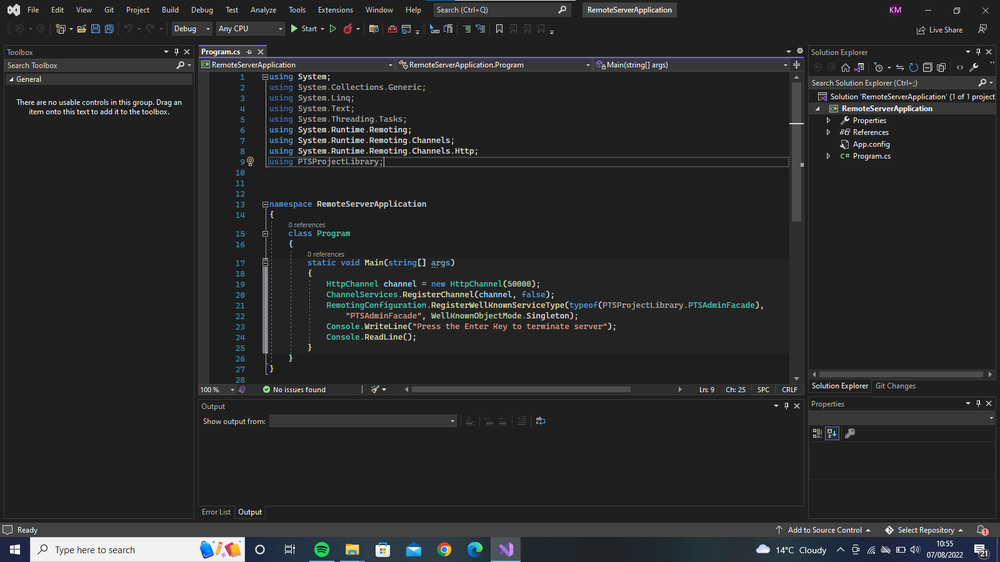 File Edit View Git Project Build Debug Test Analyze Tools Extensions Window Help Search (Ctrl+Q) RemoteServerApplication KM
Debug Any CPU Start Live Share
Toolbox
Search Toolbox
General
There are no usable controls in this group. Drag an
item onto this text to add it to the toolbox.
Program.cs
C# RemoteServerApplication RemoteServerApplication.Program Main(string[] args)
1 using System;
2 using System.Collections.Generic;
3 using System.Linq;
4 using System.Text;
5 using System.Threading.Tasks;
6 using System.Runtime.Remoting;
7 using System.Runtime.Remoting.Channels;
8 using System.Runtime.Remoting.Channels.Http;
9 using PTSProjectLibrary;
10
11
12
13 namespace RemoteServerApplication
14 {
0 references
15 class Program
16 {
0 references
17 static void Main(string[] args)
18 {
19 HttpChannel channel = new HttpChannel(50000);
20 ChannelServices.RegisterChannel(channel, false);
21 RemotingConfiguration.RegisterWellKnownServiceType(typeof(PTSProjectLibrary.PTSAdminFacade),
22 "PTSAdminFacade", WellKnownObjectMode.Singleton);
23 Console.WriteLine("Press the Enter Key to terminate server");
24 Console.ReadLine();
25 }
26 }
27 }
28
100 % No issues found Ln: 9 Ch: 25 SPC CRLF
Output
Show output from:
Error List Output
Solution Explorer
Search Solution Explorer (Ctrl+;)
Solution 'RemoteServerApplication' (1 of 1 project
C# RemoteServerApplication
Properties
References
App.config
C# Program.cs
Solution Explorer Git Changes
Properties
Ready Add to Source Control Select Repository 1
Type here to search 14°C Cloudy 10:55
07/08/2022 21